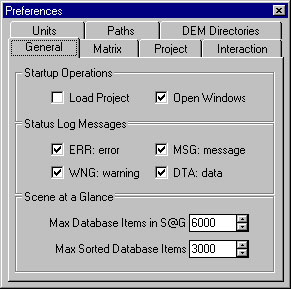 Preferences
Units Paths DEM Directories
General Matrix Project Interaction
Startup Operations
Load Project Open Windows
Status Log Messages
ERR: error MSG: message
WNG: warning DTA: data
Scene at a Glance
Max Database Items in S@G 6000
Max Sorted Database Items 3000